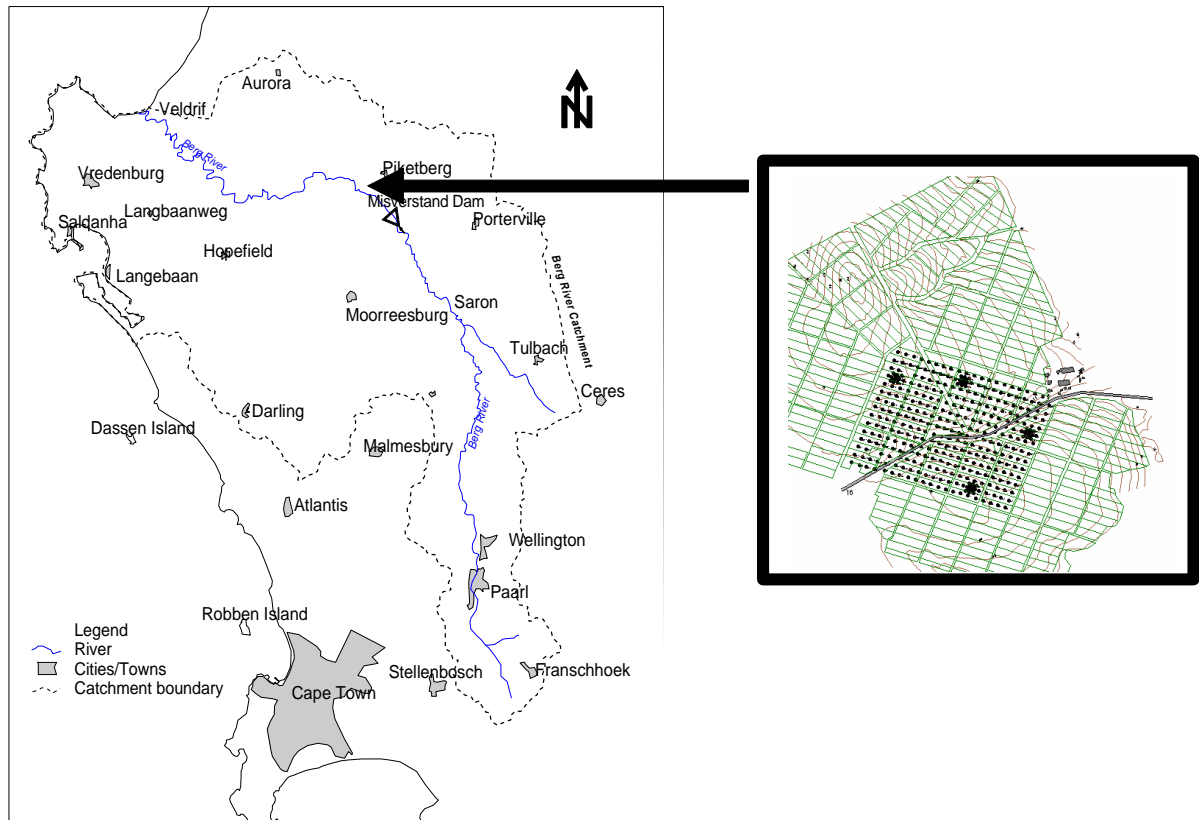 Aurora
N
Veldrif
Berg River
Piketberg
Vredenburg
Misverstand Dam
Langbaanweg
Porterville
Saldanha
Hopefield
Langebaan
Berg River Catchment
Saron
Moorreesburg
Tulbach
Ceres
Darling
Berg River
Dassen Island
Malmesbury
Atlantis
Wellington
Paarl
Robben Island
Legend
River
Cities/Towns
Catchment boundary
Stellenbosch
Franschhoek
Cape Town
16